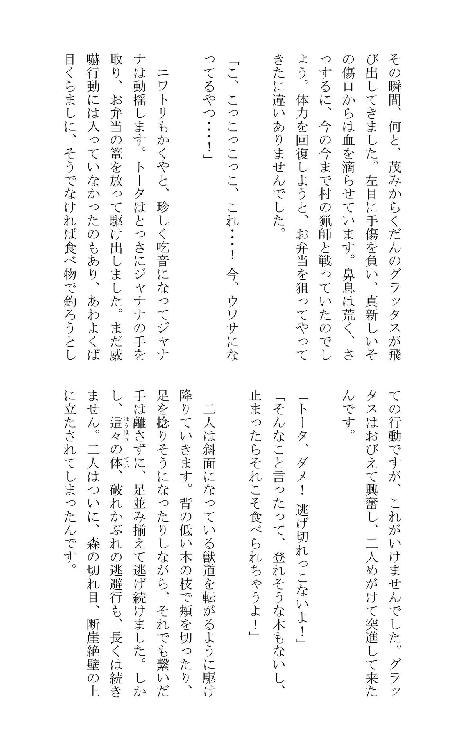 その瞬間、何と、茂みからくだんのグラッタスが飛
び出してきました。左目に手傷を負い、真新しいそ
の傷口からは血を滴らせています。鼻息は荒く、さ
っするに、今の今まで村の猟師と戦っていたのでし
ょう。体力を回復しようと、お弁当を狙ってやって
きたに違いありませんでした。
「こ、こっこっこっこ、これ・・・！ 今、ウワサにな
ってるやつ・・・！」
ニワトリもかくやと、珍しく吃音になってジャナ
ナは動揺します。トータはとっさにジャナナの手を
取り、お弁当の籠を放って駆け出しました。まだ威
嚇行動には入っていなかったのもあり、あわよくば
目くらましに、そうでなければ食べ物で釣ろうとし
ての行動ですが、これがいけませんでした。グラッ
タスはおびえて興奮し、二人めがけて突進して来た
んです。
「トータ、ダメ！ 逃げ切れっこないよ！」
「そんなこと言ったって、登れそうな木もないし、
止まったらそれこそ食べられちゃうよ！」
二人は斜面になっている獣道を転がるように駆け
降りていきます。背の低い木の枝で頬を切ったり、
足を捻りそうになったりしながら、それでも繋いだ
手は離さずに、足並み揃えて逃げ続けました。しか
し、這々の体、破れかぶれの逃避行も、長くは続き
ません。二人はついに、森の切れ目、断崖絶壁の上
に立たされてしまったんです。